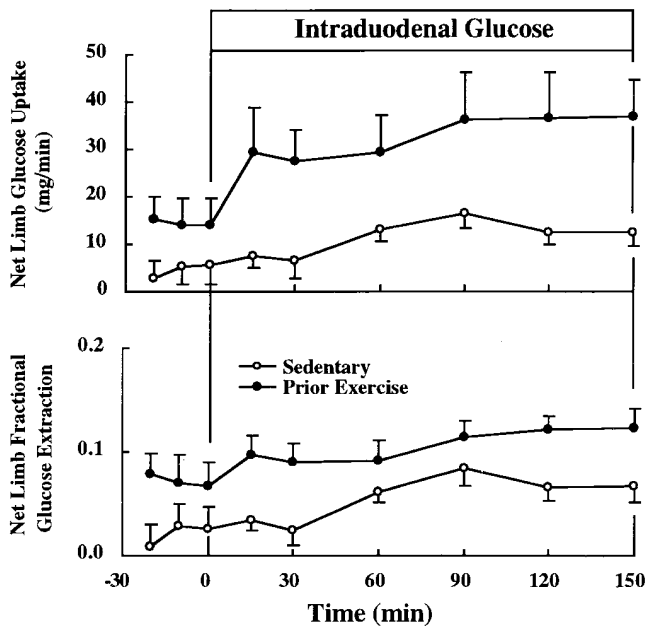 Intraduodenal Glucose
Net Limb Glucose Uptake
(mg/min)
50
40
30
20
10
0
Net Limb Fractional
Glucose Extraction
0.2
0.1
0.0
Sedentary
Prior Exercise
-30
0
30
60
90
120
150
Time (min)